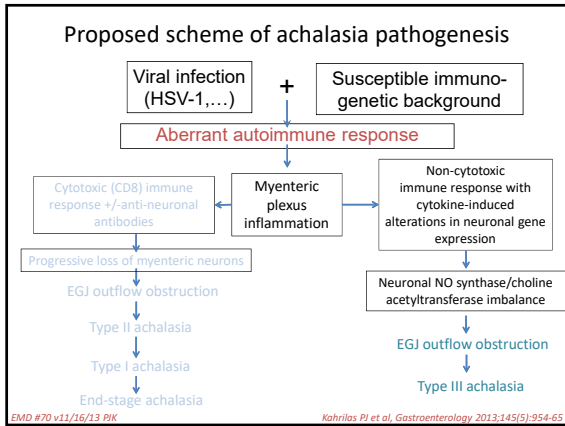 Proposed scheme of achalasia pathogenesis
Viral infection
(HSV-1,...)
+
Susceptible immuno-
genetic background
Aberrant autoimmune response
Cytotoxic (CD8) immune
response +/-anti-neuronal
antibodies
Myenteric
plexus
inflammation
Non-cytotoxic
immune response with
cytokine-induced
alterations in neuronal gene
expression
Progressive loss of myenteric neurons
EGJ outflow obstruction
Type II achalasia
Type I achalasia
End-stage achalasia
Neuronal NO synthase/choline
acetyltransferase imbalance
EGJ outflow obstruction
Type III achalasia
EMD #70 v11/16/13 PJK
Kahrilas PJ et al, Gastroenterology 2013;145(5):954-65